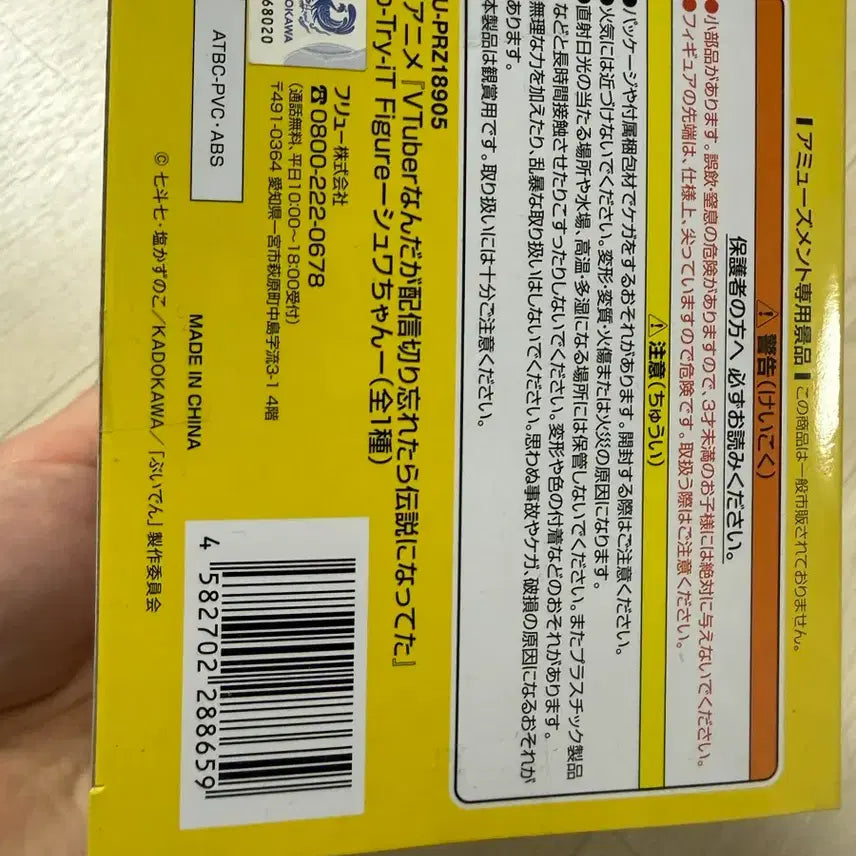 ┃アミューズメント専用景品┃この商品は一般市販されておりません。
⚠警告(けいこく)
保護者の方へ 必ずお読みください。
●小部品があります。誤飲・窒息の危険がありますので、3才未満のお子様には絶対に与えないでください。
●フィギュアの先端は、仕様上、尖っていますので危険です。取扱う際はご注意ください。
⚠注意(ちゅうい)
●パッケージや付属梱包材でケガをするおそれがあります。開封する際はご注意ください。
●火気には近づけないでください。変形・変質・火傷または火災の原因になります。
●直射日光の当たる場所や水場、高温・多湿になる場所には保管しないでください。またプラスチック製品
などと長時間接触させたりこすったりしないでください。変形や色の付着などのおそれがあります。
無理な力を加えたり、乱暴な取り扱いはしないでください。思わぬ事故やケガ、破損の原因になるおそれが
あります。
本製品は観賞用です。取り扱いには十分ご注意ください。
U-PRZ18905
アニメ『VTuberなんだが配信切り忘れたら伝説になってた』
o-Try-iT Figureーシュワちゃんー(全1種)
フリュー株式会社
☎0800-222-0678
(通話無料、平日10:00～18:00受付)
〒491-0364 愛知県一宮市萩原町中島字流3-1 4階
KADOKAWA
68020
ATBC-PVC・ABS
MADE IN CHINA
© 七斗七・塩かずのこ/KADOKAWA/「ぶいでん」製作委員会
4 582702 288659